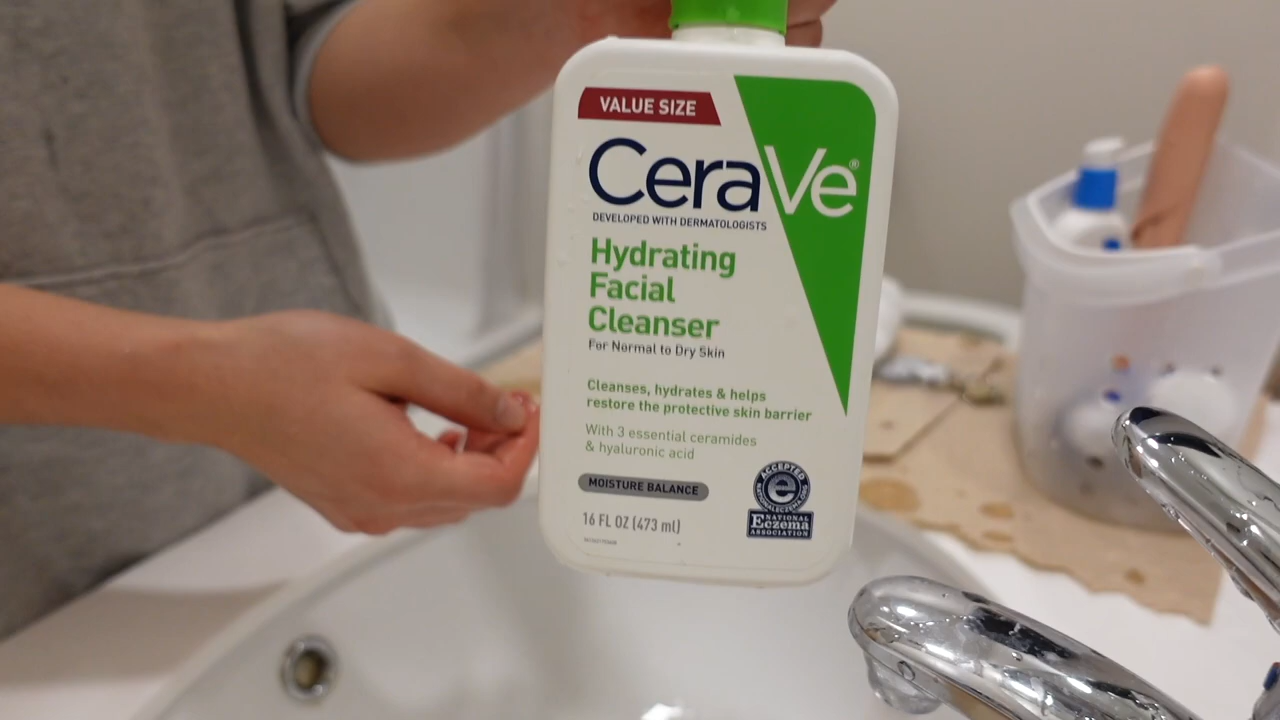 VALUE SIZE
CeraVe®
DEVELOPED WITH DERMATOLOGISTS
Hydrating
Facial
Cleanser
For Normal to Dry Skin
Cleanses, hydrates & helps
restore the protective skin barrier
With 3 essential ceramides
& hyaluronic acid
MOISTURE BALANCE
16 FL OZ (473 ml)
ACCEPTED
e
NATIONAL
Eczema
ASSOCIATION